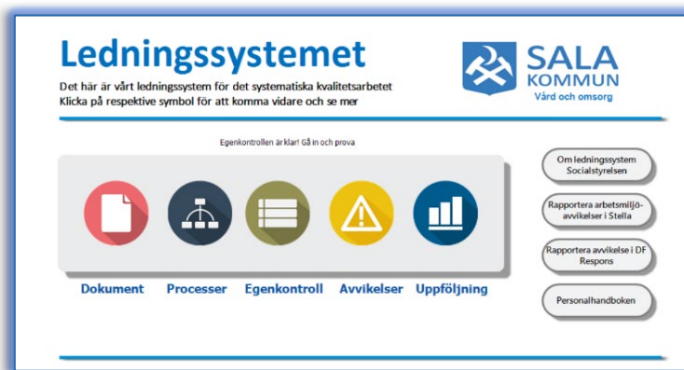 Ledningssystemet
Det här är vårt ledningssystem för det systematiska kvalitetsarbetet
Klicka på respektive symbol för att komma vidare och se mer
SALA
KOMMUN
Vård och omsorg
Egenkontrollen är klar! Gå in och prova
Dokument Processer Egenkontroll Avvikelser Uppföljning
Om ledningssystem
Socialstyrelsen
Rapportera arbetsmiljö-
avvikelser i Stella
Rapportera avvikelse i DF
Respons
Personalhandboken